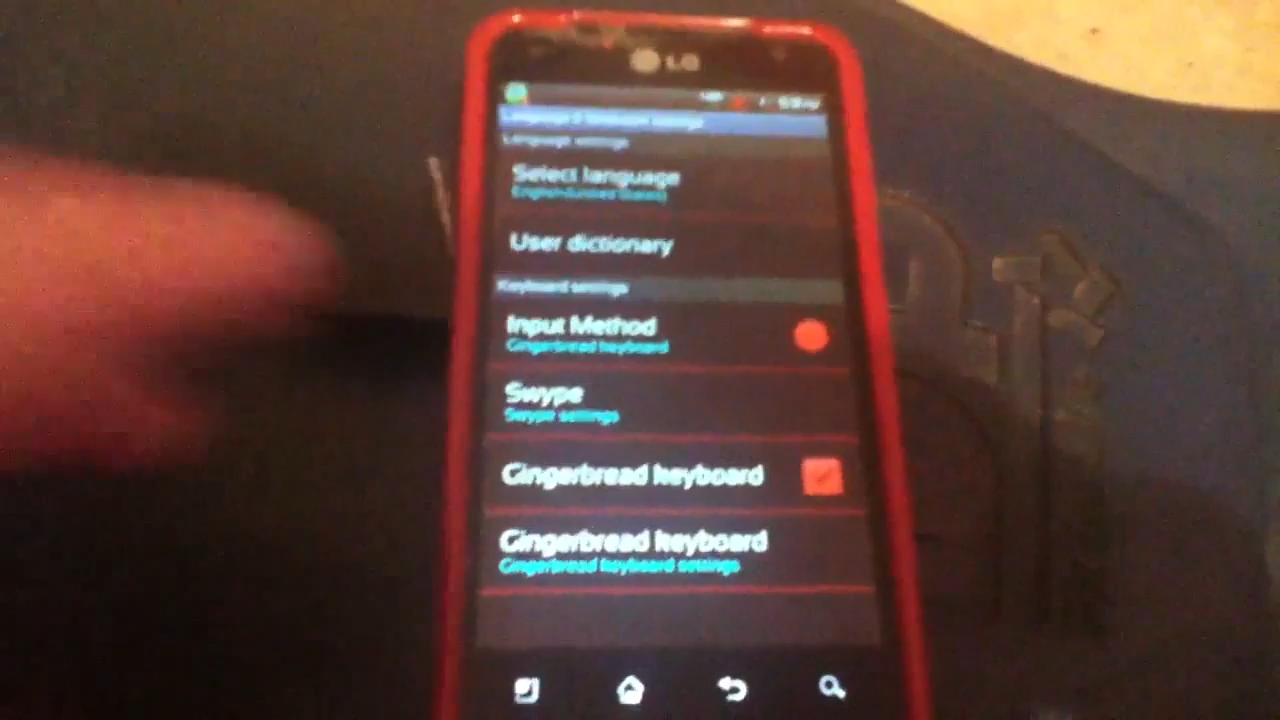 LG
Language & keyboard settings
Language settings
Select language
English (United States)
User dictionary
Keyboard settings
Input Method
Gingerbread keyboard
Swype
Swype settings
Gingerbread keyboard
Gingerbread keyboard
Gingerbread keyboard settings